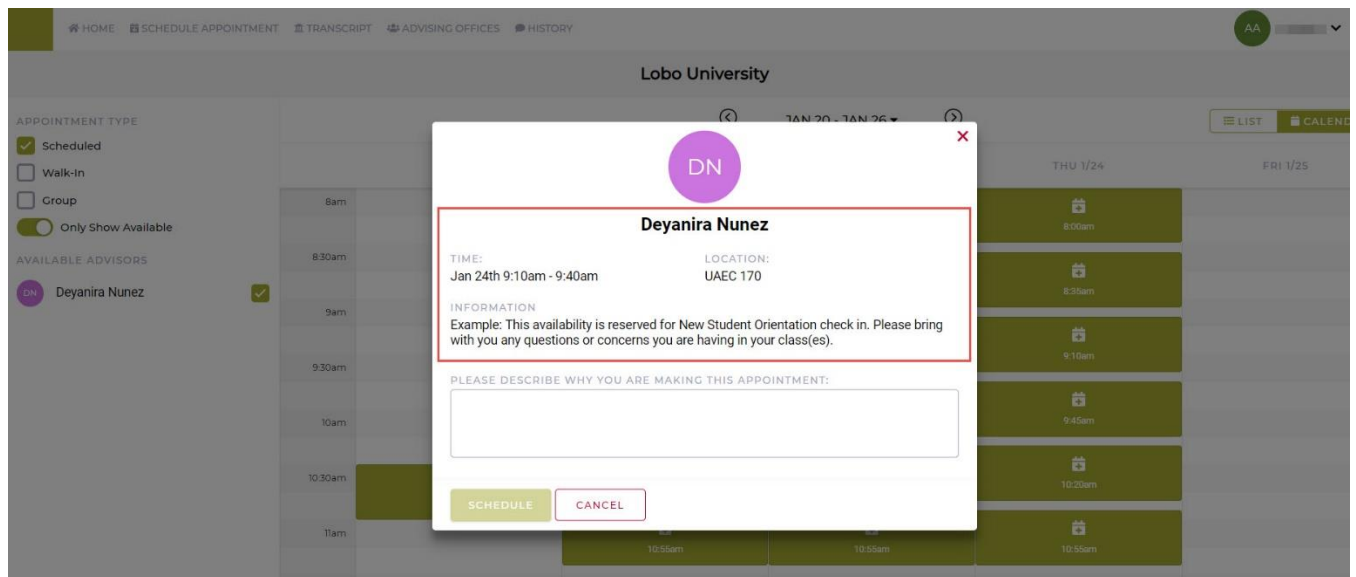 HOME SCHEDULE APPOINTMENT TRANSCRIPT ADVISING OFFICES HISTORY AA
Lobo University
APPOINTMENT TYPE
Scheduled
Walk-In
Group
Only Show Available
AVAILABLE ADVISORS
DN Deyanira Nunez
JAN 20 - JAN 26
LIST CALEND
THU 1/24 FRI 1/25
8am
8:30am
9am
9:30am
10am
10:30am
11am
DN
Deyanira Nunez
TIME: LOCATION:
Jan 24th 9:10am - 9:40am UAEC 170
INFORMATION
Example: This availability is reserved for New Student Orientation check in. Please bring
with you any questions or concerns you are having in your class(es).
PLEASE DESCRIBE WHY YOU ARE MAKING THIS APPOINTMENT:
SCHEDULE CANCEL
8:00am
8:35am
9:10am
9:45am
10:20am
10:55am 10:55am 10:55am